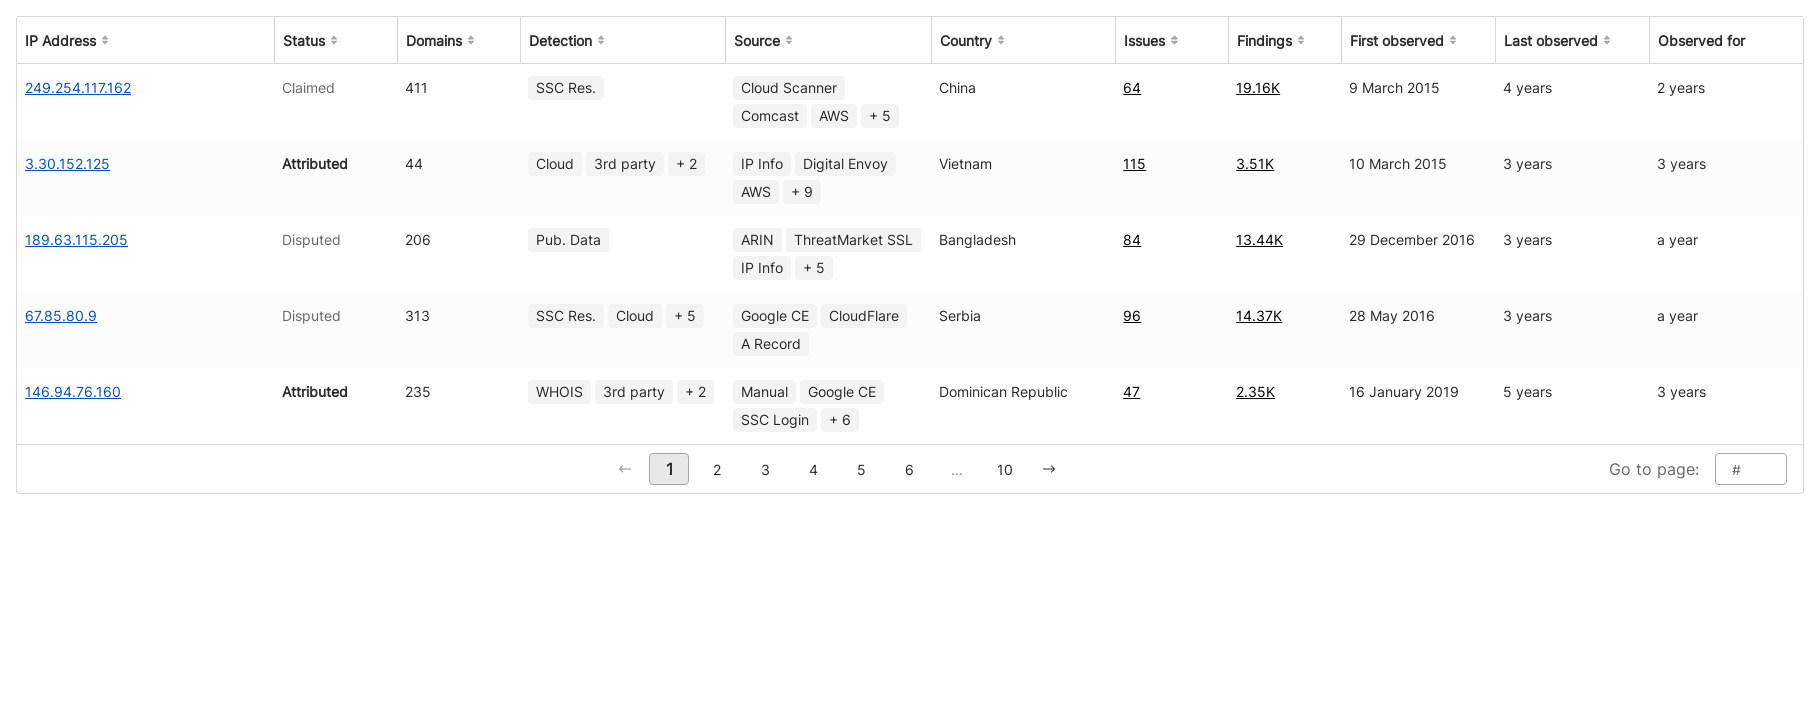 IP Address Status Domains Detection Source Country Issues Findings First observed Last observed Observed for
249.254.117.162 Claimed 411 SSC Res. Cloud Scanner China 64 19.16K 9 March 2015 4 years 2 years
Comcast AWS + 5
3.30.152.125 Attributed 44 Cloud 3rd party + 2 IP Info Digital Envoy Vietnam 115 3.51K 10 March 2015 3 years 3 years
AWS + 9
189.63.115.205 Disputed 206 Pub. Data ARIN ThreatMarket SSL Bangladesh 84 13.44K 29 December 2016 3 years a year
IP Info + 5
67.85.80.9 Disputed 313 SSC Res. Cloud + 5 Google CE CloudFlare Serbia 96 14.37K 28 May 2016 3 years a year
A Record
146.94.76.160 Attributed 235 WHOIS 3rd party + 2 Manual Google CE Dominican Republic 47 2.35K 16 January 2019 5 years 3 years
SSC Login + 6
← 1 2 3 4 5 6 ... 10 → Go to page: #